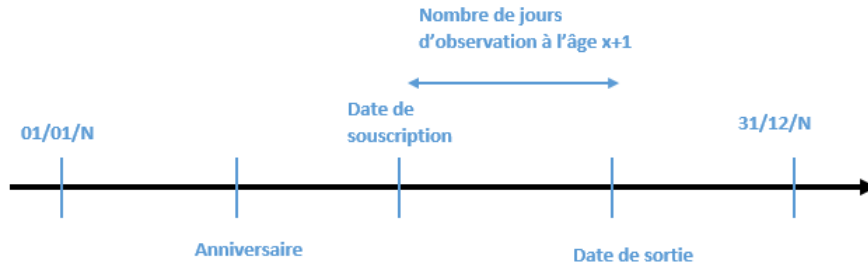 Nombre de jours
d'observation à l'âge x+1
Date de
souscription
01/01/N
31/12/N
Anniversaire
Date de sortie